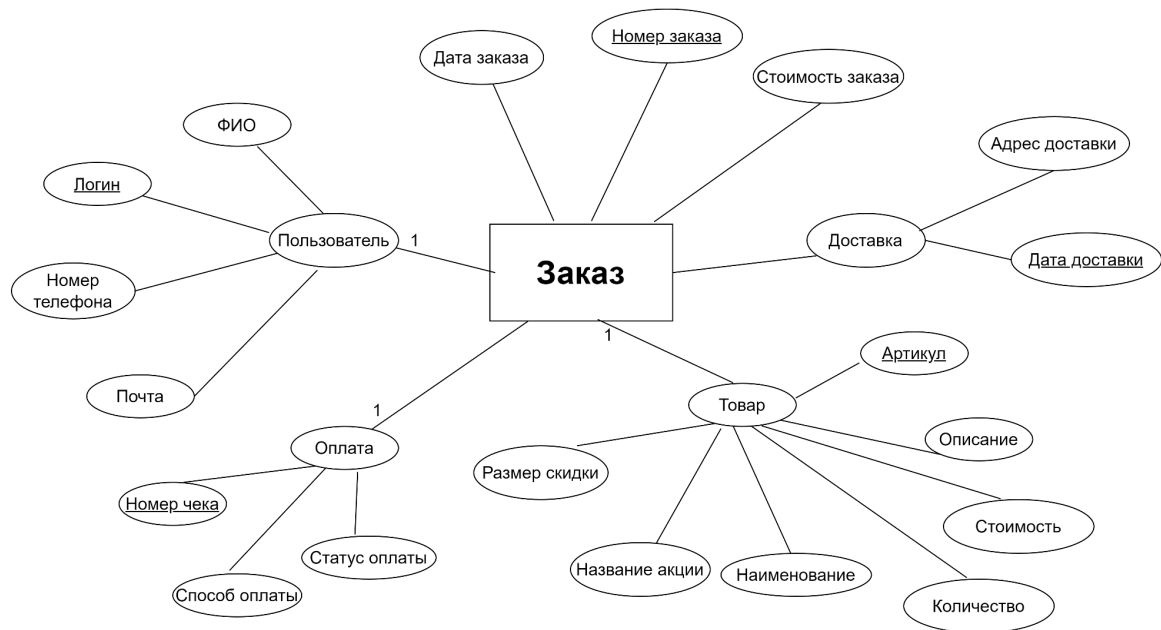 Номер заказа
Дата заказа
Стоимость заказа
ФИО
Адрес доставки
Логин
Пользователь
1
Доставка
Дата доставки
Заказ
Номер
телефона
1
Артикул
Почта
Товар
1
Оплата
Описание
Размер скидки
Номер чека
Стоимость
Статус оплаты
Название акции
Наименование
Способ оплаты
Количество